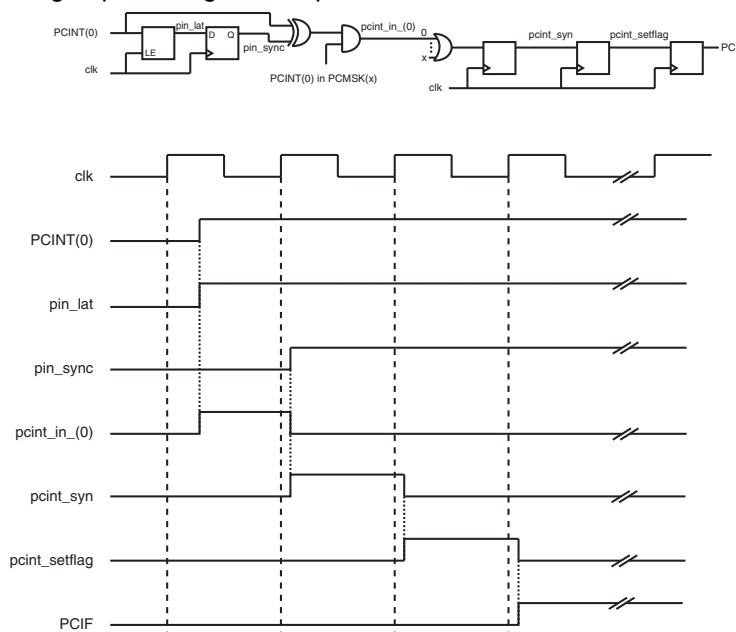 PCINT(0)
LE
clk
pin_lat
D Q
pin_sync
PCINT(0) in PCMSK(x)
pcint_in_(0)
0
x
clk
pcint_syn
pcint_setflag
PC
clk
PCINT(0)
pin_lat
pin_sync
pcint_in_(0)
pcint_syn
pcint_setflag
PCIF